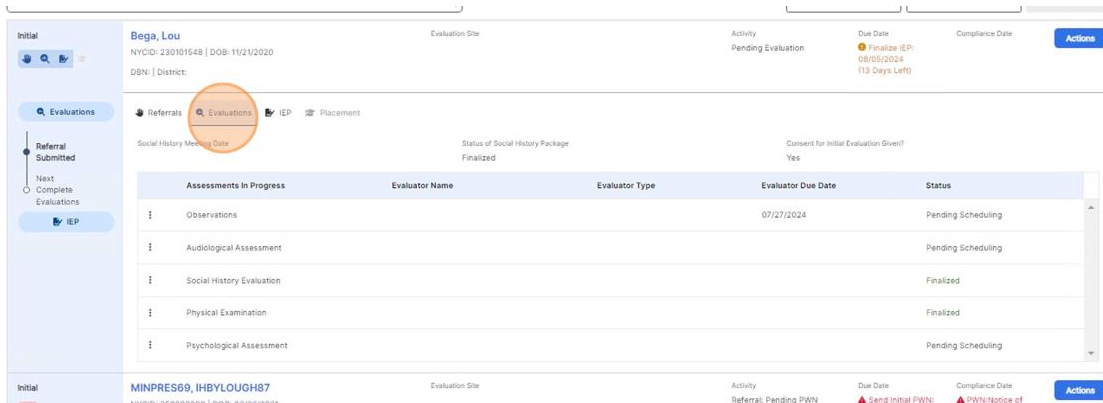 Initial
Bega, Lou
Evaluation Site
Activity
Due Date
Compliance Date
Actions
NYCID: 230101548 | DOB: 11/21/2020
Pending Evaluation
Finalize IEP:
08/05/2024
(13 Days Left)
DBN: | District:
Evaluations
Referrals
Evaluations
IEP
Placement
Referral
Submitted
Next
Complete
Evaluations
IEP
Social History Meeting Date
Status of Social History Package
Consent for Initial Evaluation Given?
Finalized
Yes
Assessments In Progress
Evaluator Name
Evaluator Type
Evaluator Due Date
Status
Observations
07/27/2024
Pending Scheduling
Audiological Assessment
Pending Scheduling
Social History Evaluation
Finalized
Physical Examination
Finalized
Psychological Assessment
Pending Scheduling
Initial
MINPRES69, IHBYLOUGH87
Evaluation Site
Activity
Due Date
Compliance Date
Actions
Referral: Pending PWN
Send Initial PWN:
PWN:Notice of